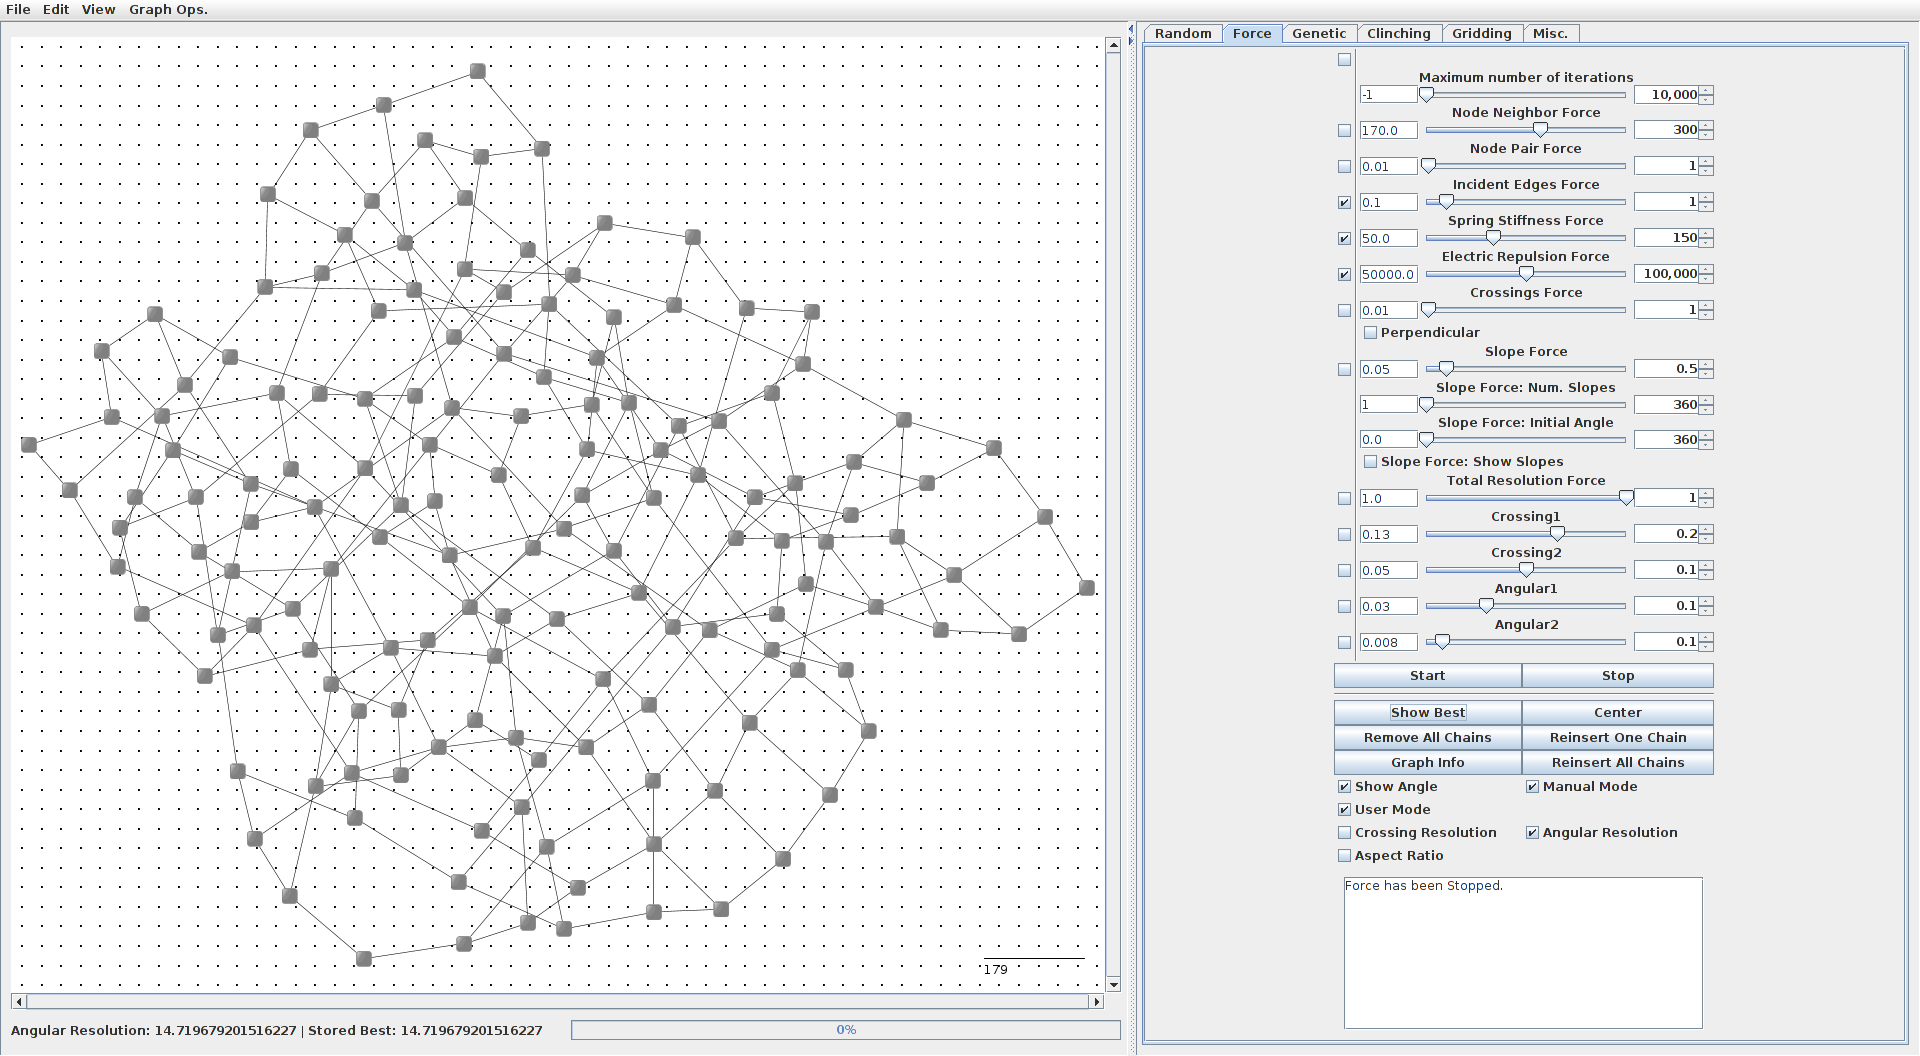 File Edit View Graph Ops.
Random Force Genetic Clinching Gridding Misc.
Maximum number of iterations
-1 10,000
Node Neighbor Force
170.0 300
Node Pair Force
0.01 1
Incident Edges Force
0.1 1
Spring Stiffness Force
50.0 150
Electric Repulsion Force
50000.0 100,000
Crossings Force
0.01 1
Perpendicular
Slope Force
0.05 0.5
Slope Force: Num. Slopes
1 360
Slope Force: Initial Angle
0.0 360
Slope Force: Show Slopes
Total Resolution Force
1.0 1
Crossing1
0.13 0.2
Crossing2
0.05 0.1
Angular1
0.03 0.1
Angular2
0.008 0.1
Start Stop
Show Best Center
Remove All Chains Reinsert One Chain
Graph Info Reinsert All Chains
Show Angle Manual Mode
User Mode
Crossing Resolution Angular Resolution
Aspect Ratio
Force has been Stopped.
179
Angular Resolution: 14.719679201516227 | Stored Best: 14.719679201516227 0%